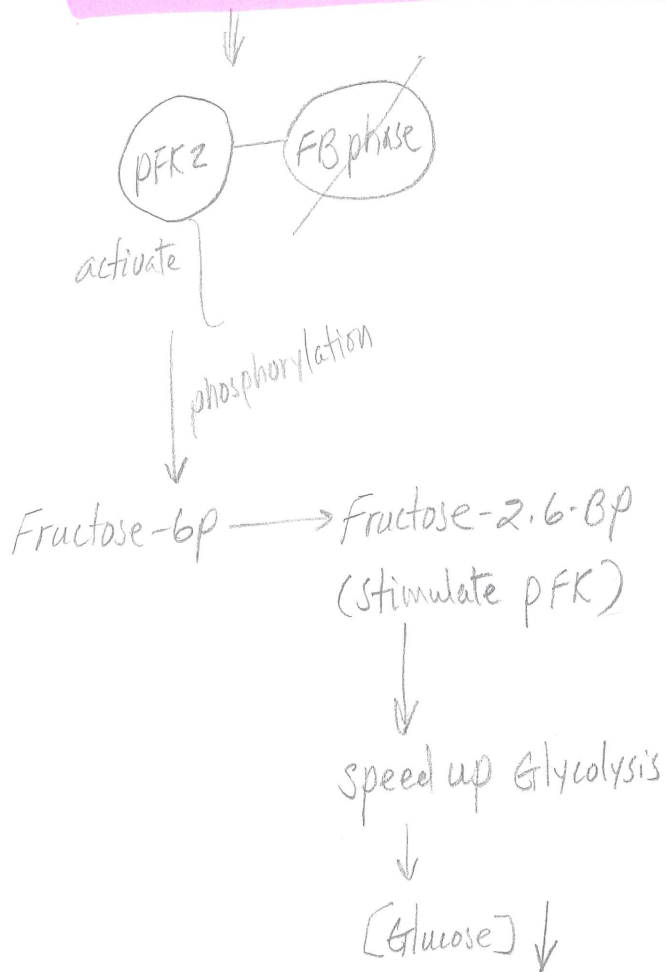 PFK2
FBphase
activate
phosphorylation
Fructose-6P → Fructose-2.6-BP
(stimulate PFK)
speed up Glycolysis
[Glucose] ↓